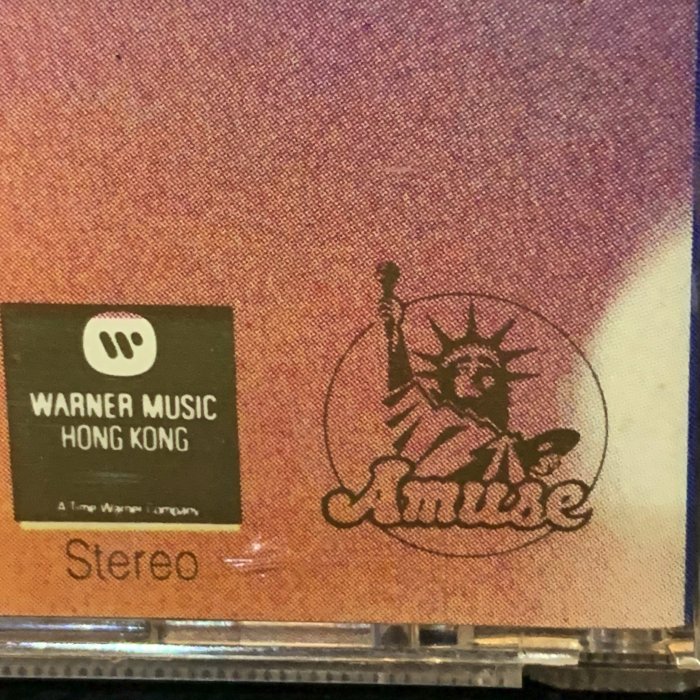 WARNER MUSIC
HONG KONG
A Time Warner Company
Stereo
Amuse